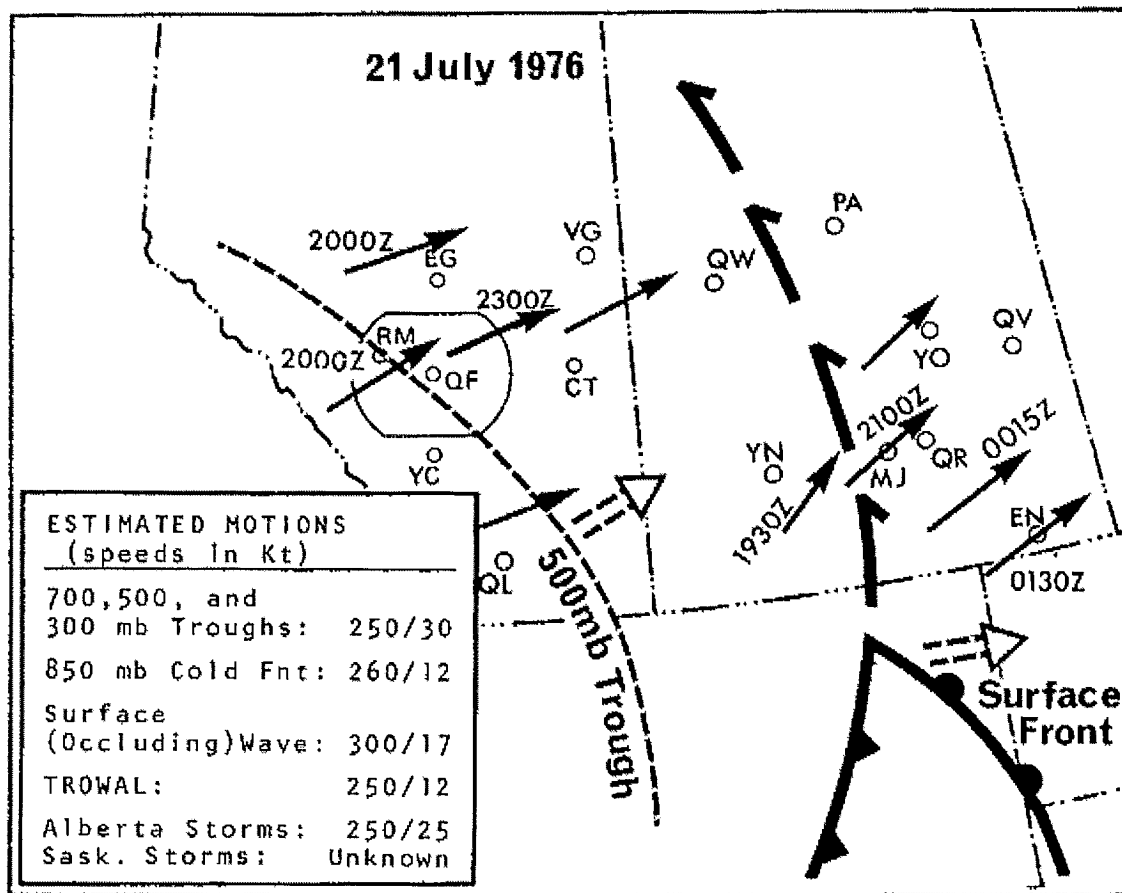 21 July 1976
PA
2000Z
EG
VG
QW
2300Z
QV
YO
RM
2000Z
QF
CT
2100Z
0015Z
YN
QR
MJ
YC
1930Z
EN
0130Z
QL
500mb Trough
Surface
Front
ESTIMATED MOTIONS
(speeds in Kt)
700,500, and
300 mb Troughs: 250/30
850 mb Cold Fnt: 260/12
Surface
(Occluding)Wave: 300/17
TROWAL: 250/12
Alberta Storms: 250/25
Sask. Storms: Unknown